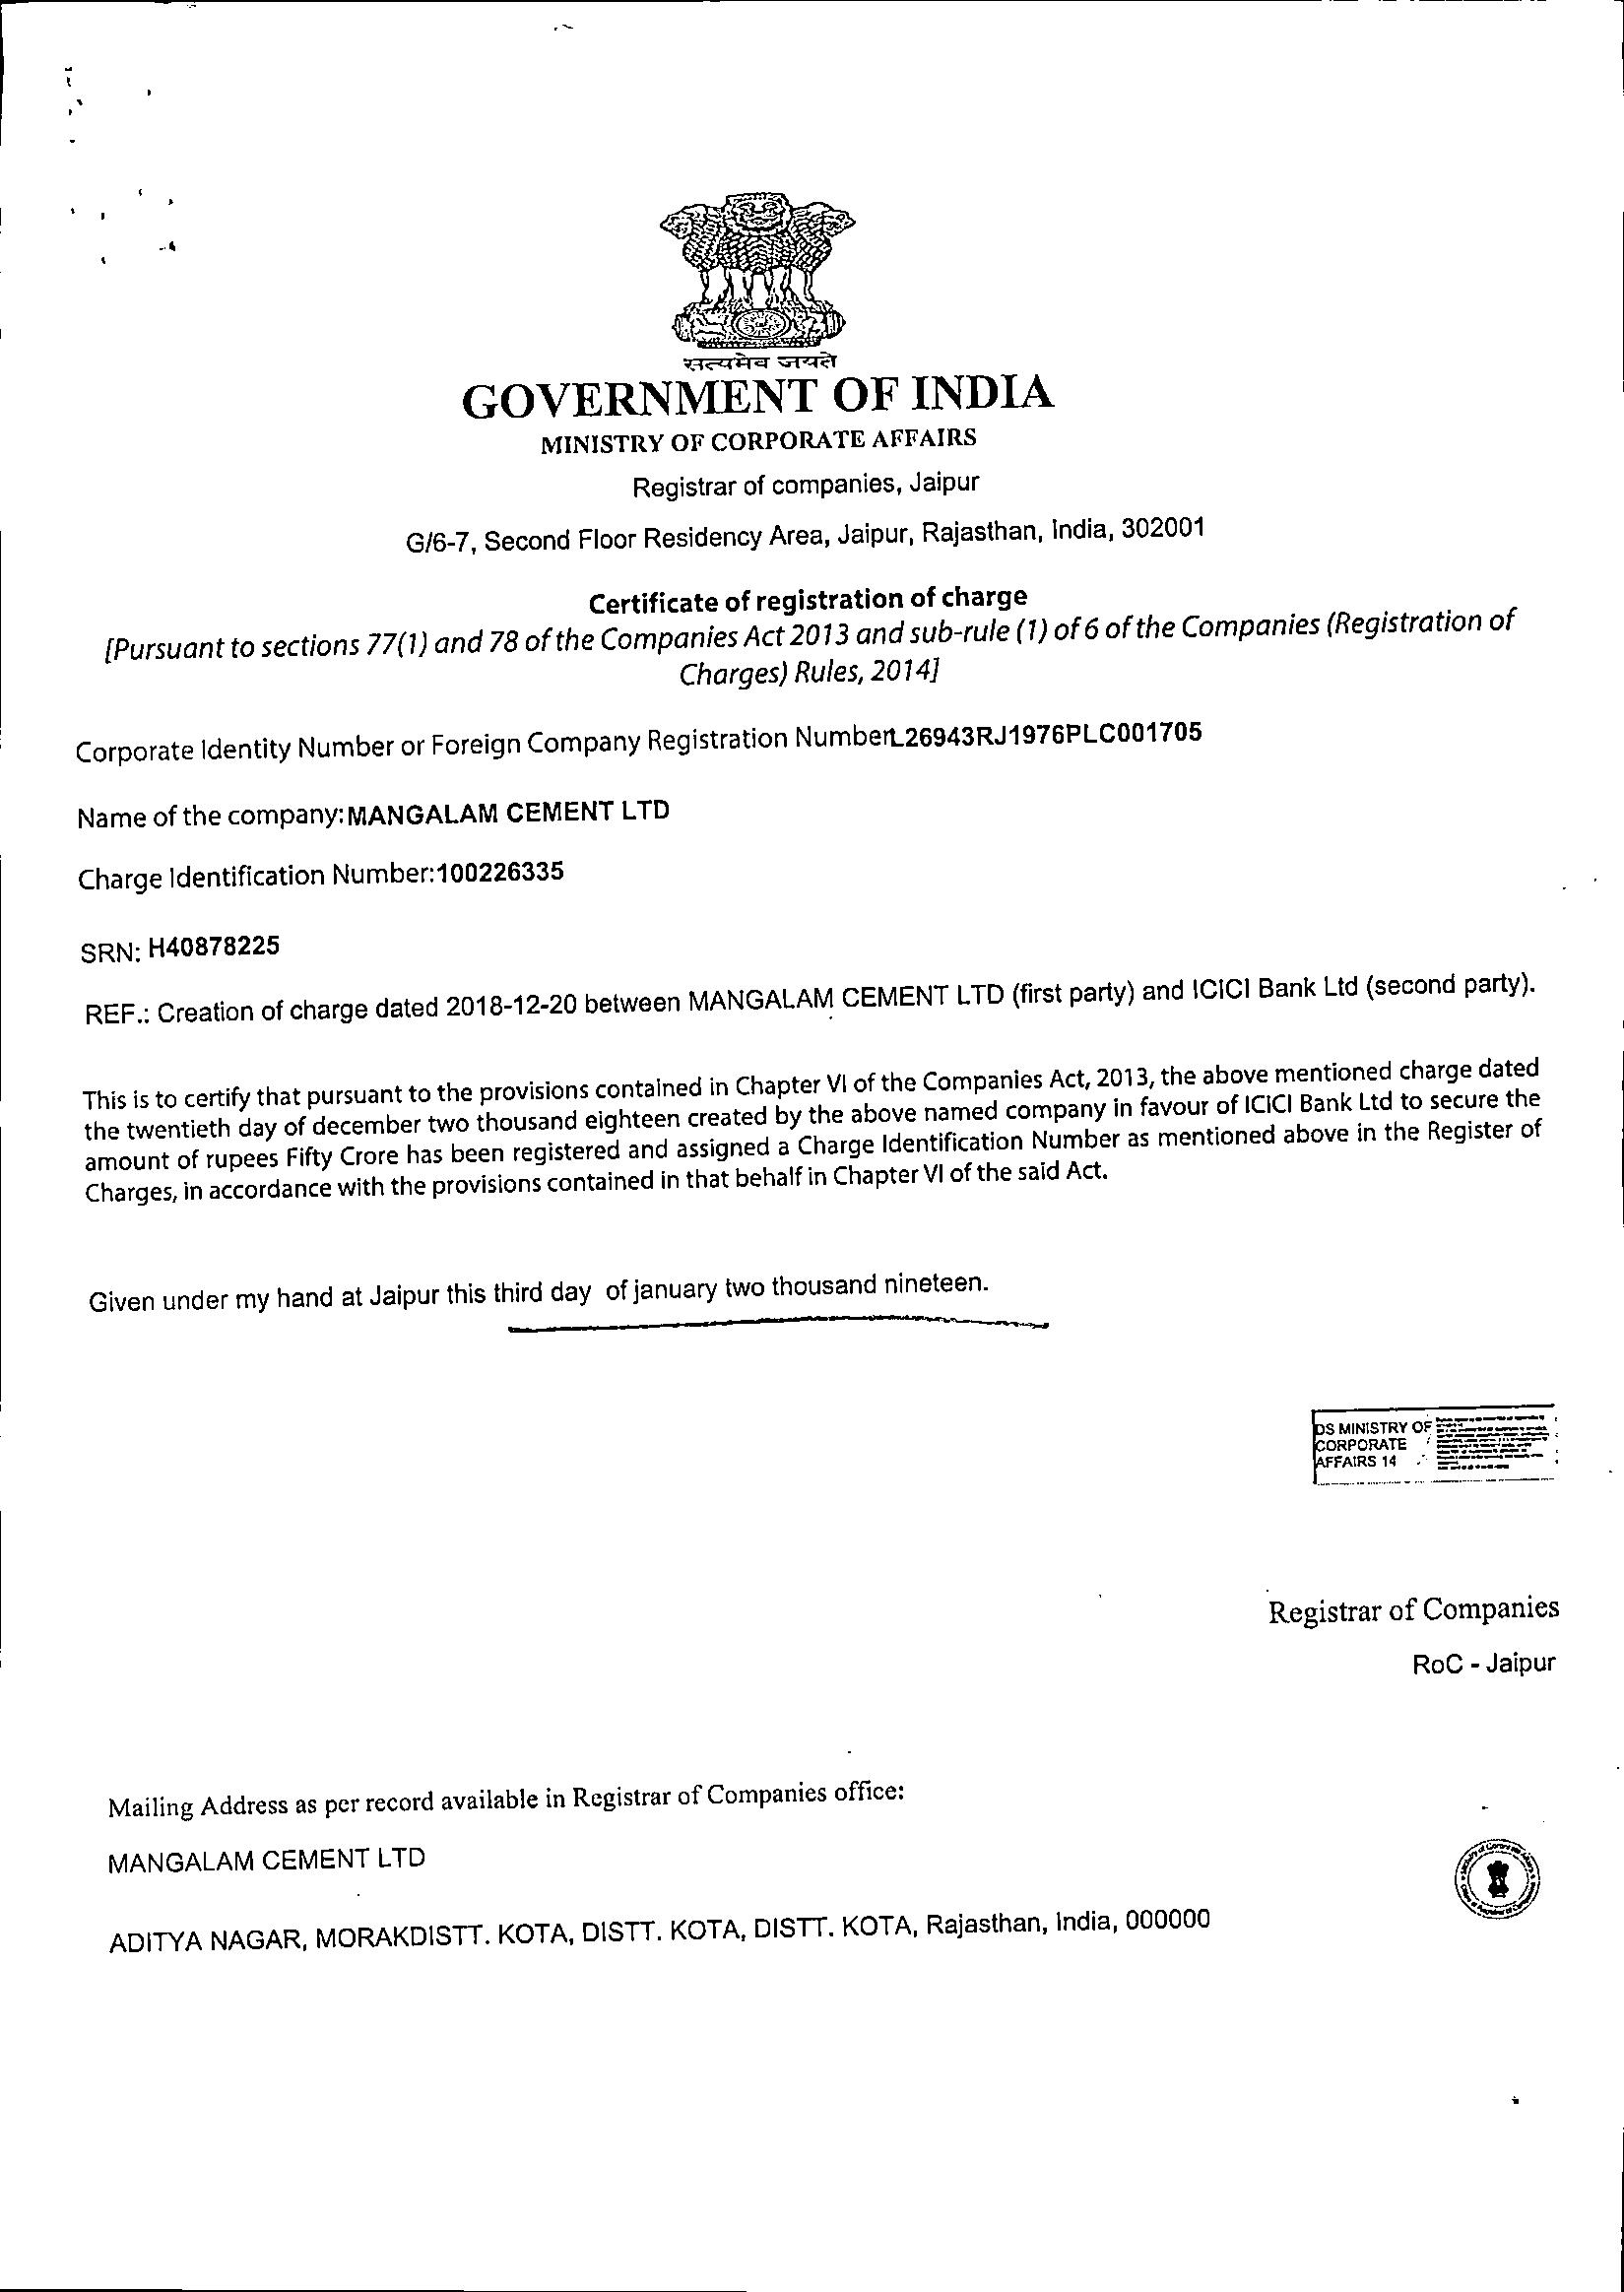 सत्यमेव जयते
GOVERNMENT OF INDIA
MINISTRY OF CORPORATE AFFAIRS
Registrar of companies, Jaipur
G/6-7, Second Floor Residency Area, Jaipur, Rajasthan, India, 302001
Certificate of registration of charge
[Pursuant to sections 77(1) and 78 of the Companies Act 2013 and sub-rule (1) of 6 of the Companies (Registration of
Charges) Rules, 2014]
Corporate Identity Number or Foreign Company Registration Number:L26943RJ1976PLC001705
Name of the company:MANGALAM CEMENT LTD
Charge Identification Number:100226335
SRN: H40878225
REF.: Creation of charge dated 2018-12-20 between MANGALAM CEMENT LTD (first party) and ICICI Bank Ltd (second party).
This is to certify that pursuant to the provisions contained in Chapter VI of the Companies Act, 2013, the above mentioned charge dated
the twentieth day of december two thousand eighteen created by the above named company in favour of ICICI Bank Ltd to secure the
amount of rupees Fifty Crore has been registered and assigned a Charge Identification Number as mentioned above in the Register of
Charges, in accordance with the provisions contained in that behalf in Chapter VI of the said Act.
Given under my hand at Jaipur this third day of january two thousand nineteen.
DS MINISTRY OF
CORPORATE
AFFAIRS 14
Registrar of Companies
RoC - Jaipur
Mailing Address as per record available in Registrar of Companies office:
MANGALAM CEMENT LTD
ADITYA NAGAR, MORAKDISTT. KOTA, DISTT. KOTA, DISTT. KOTA, Rajasthan, India, 000000